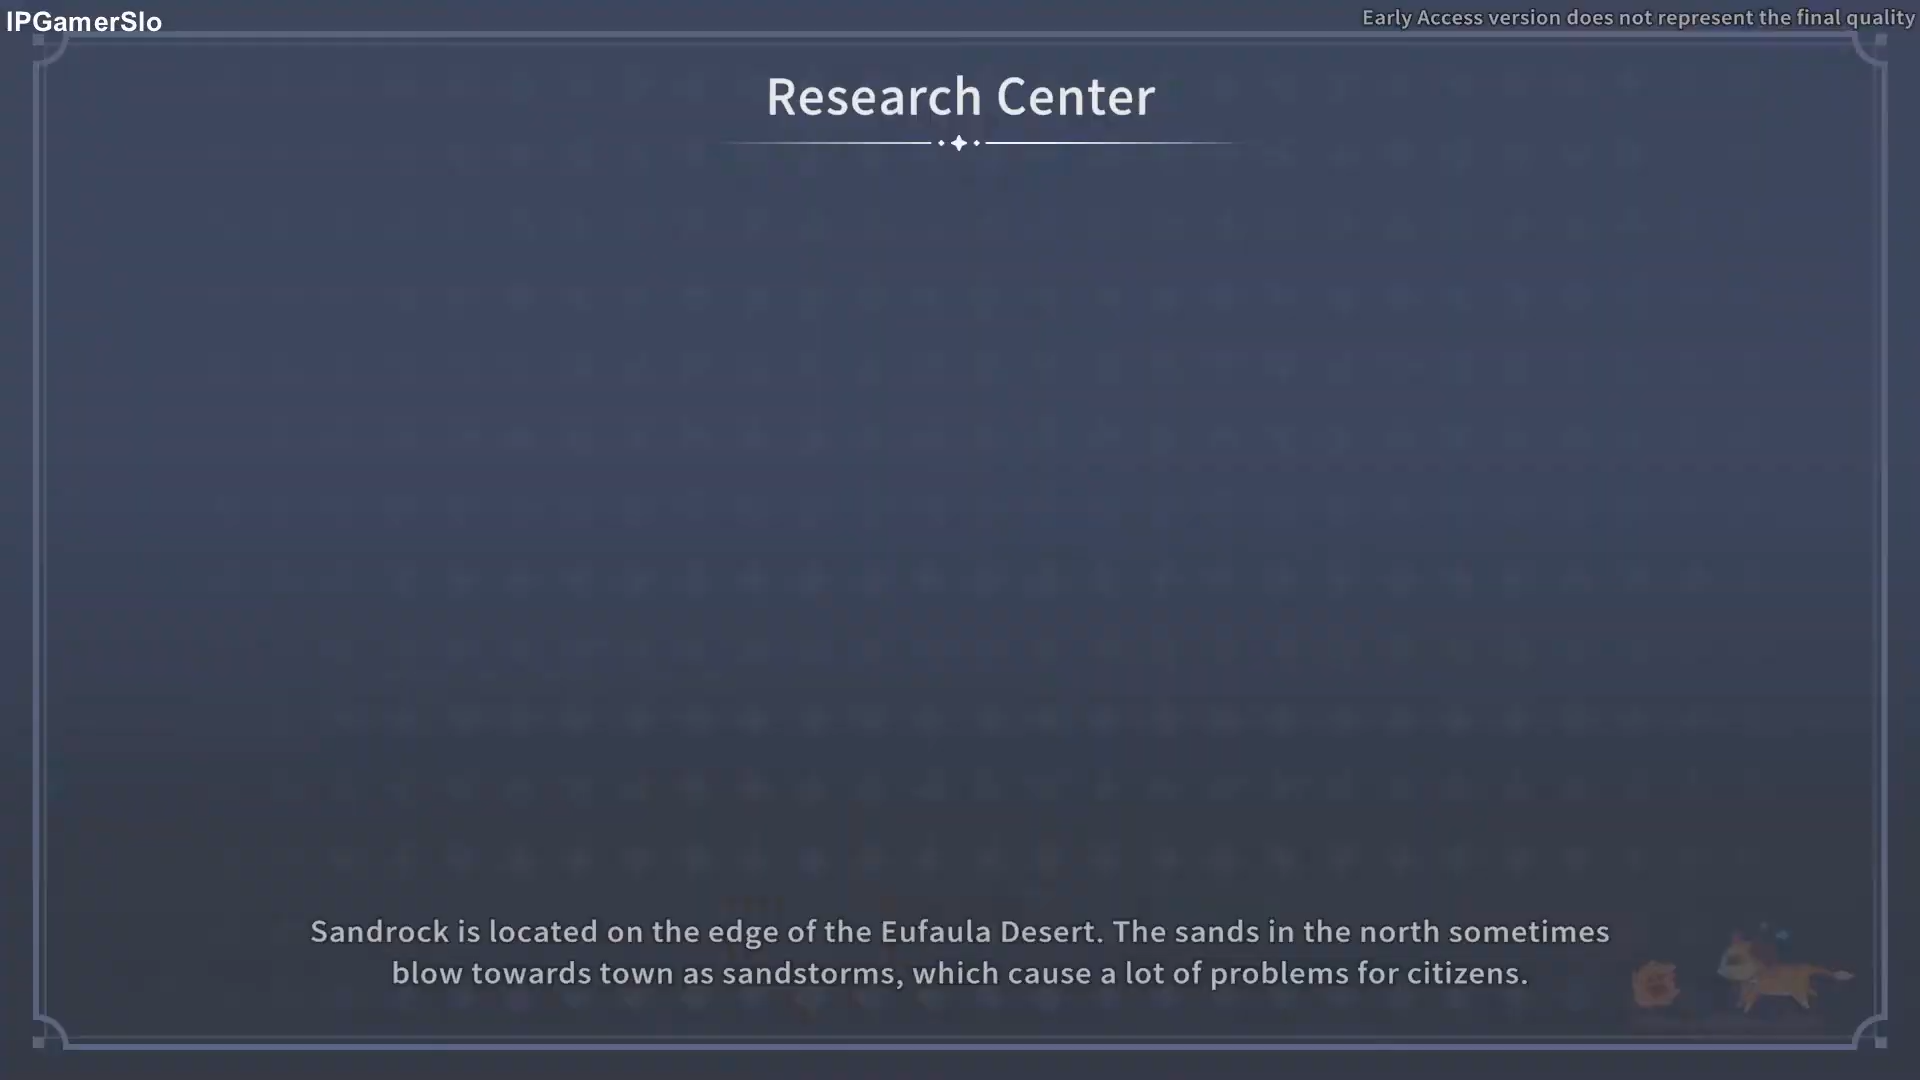 IPGamerSlo
Early Access version does not represent the final quality
Research Center
Sandrock is located on the edge of the Eufaula Desert. The sands in the north sometimes
blow towards town as sandstorms, which cause a lot of problems for citizens.